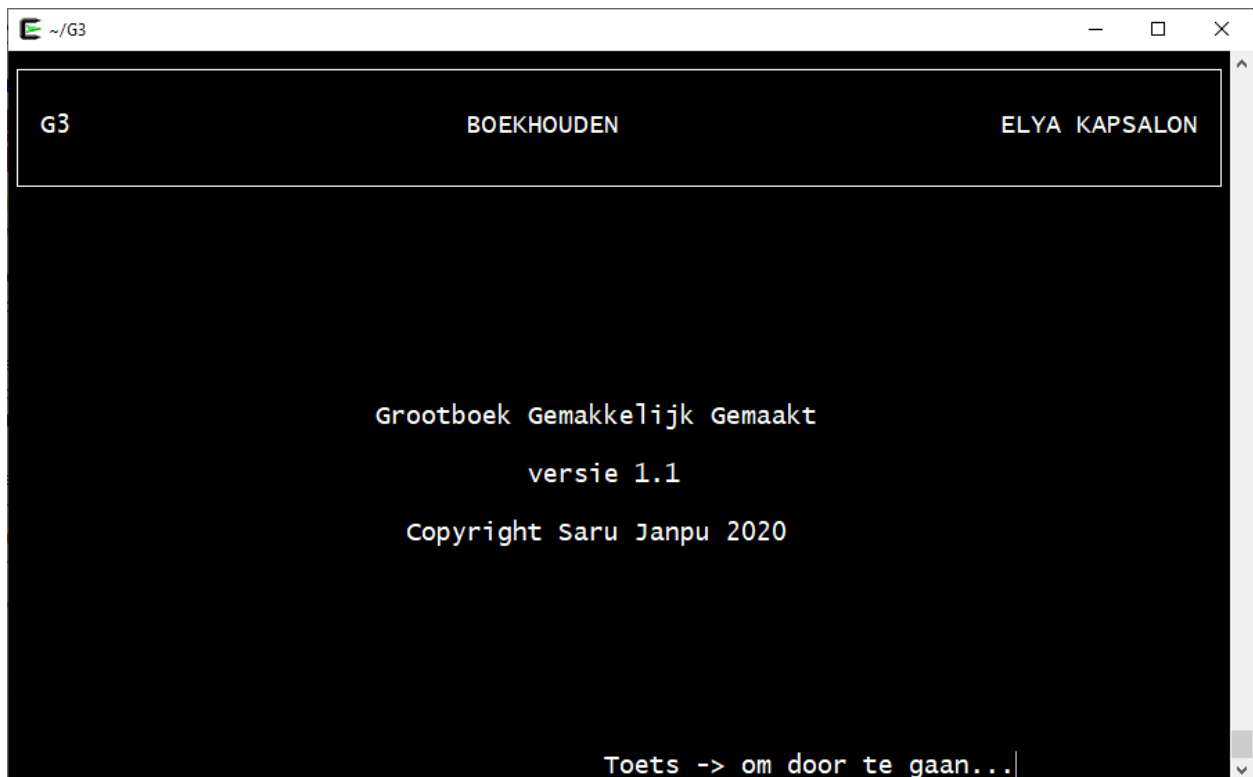 ~/G3
G3 BOEKHOUDEN ELYA KAPSALON
Grootboek Gemakkelijk Gemaakt
versie 1.1
Copyright Saru Janpu 2020
Toets -> om door te gaan...